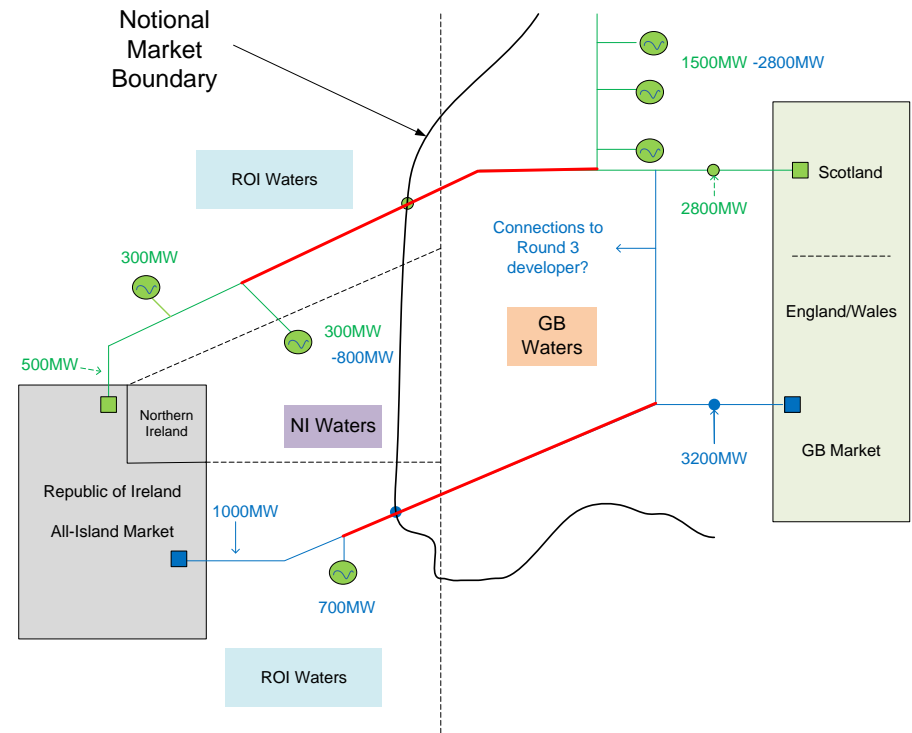 Notional
Market
Boundary
1500MW -2800MW
ROI Waters
Scotland
2800MW
Connections to
Round 3
developer?
300MW
300MW
-800MW
GB
Waters
England/Wales
500MW
Northern
Ireland
NI Waters
3200MW
GB Market
Republic of Ireland
All-Island Market
1000MW
700MW
ROI Waters